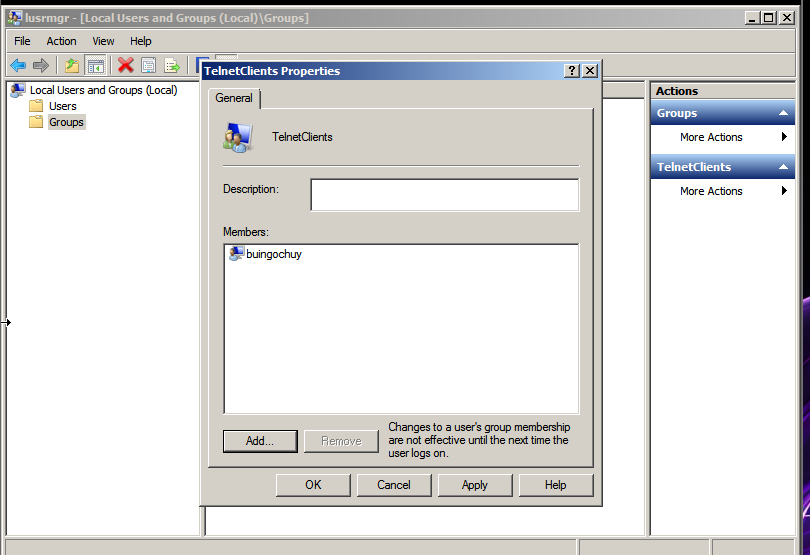 lusrmgr - [Local Users and Groups (Local)\Groups]
File Action View Help
Local Users and Groups (Local)
Users
Groups
TelnetClients Properties
General
TelnetClients
Description:
Members:
buingochuy
Add...
Remove
Changes to a user's group membership
are not effective until the next time the
user logs on.
OK
Cancel
Apply
Help
Actions
Groups
More Actions
TelnetClients
More Actions